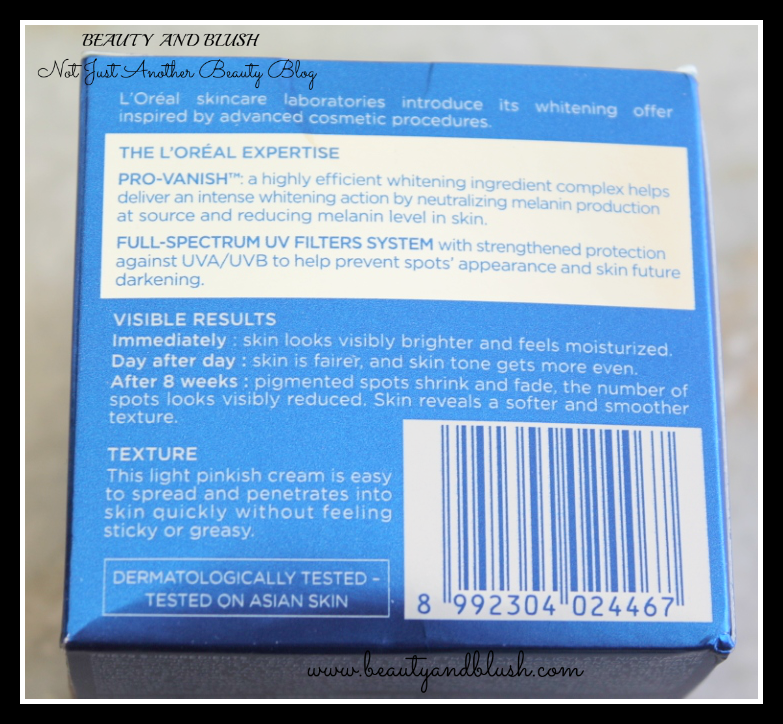 BEAUTY AND BLUSH
Not Just Another Beauty Blog
L'Oréal skincare laboratories introduce its whitening offer
inspired by advanced cosmetic procedures.
THE L'ORÉAL EXPERTISE
PRO-VANISH™: a highly efficient whitening ingredient complex helps
deliver an intense whitening action by neutralizing melanin production
at source and reducing melanin level in skin.
FULL-SPECTRUM UV FILTERS SYSTEM with strengthened protection
against UVA/UVB to help prevent spots' appearance and skin future
darkening.
VISIBLE RESULTS
Immediately : skin looks visibly brighter and feels moisturized.
Day after day : skin is fairer, and skin tone gets more even.
After 8 weeks : pigmented spots shrink and fade, the number of
spots looks visibly reduced. Skin reveals a softer and smoother
texture.
TEXTURE
This light pinkish cream is easy
to spread and penetrates into
skin quickly without feeling
sticky or greasy.
DERMATOLOGICALLY TESTED -
TESTED ON ASIAN SKIN
8 992304 024467
www.beautyandblush.com